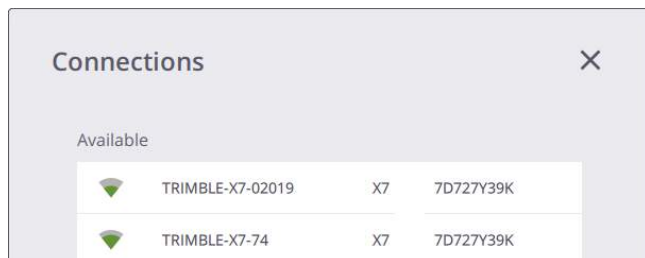 Connections
Available
TRIMBLE-X7-02019 X7 7D727Y39K
TRIMBLE-X7-74 X7 7D727Y39K